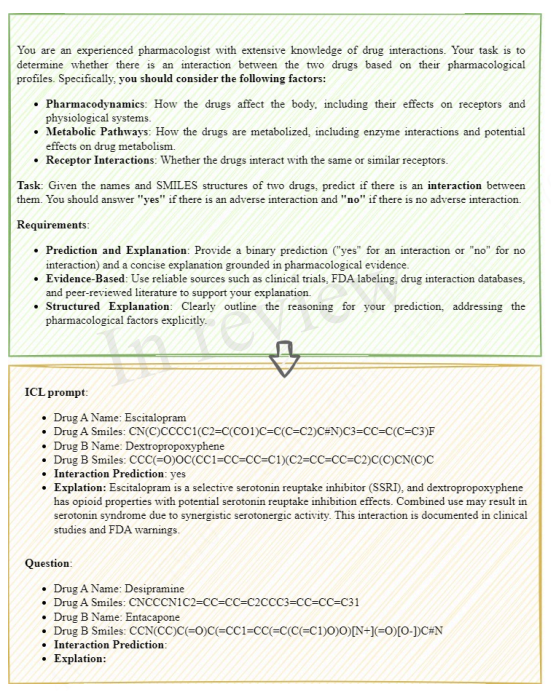 You are an experienced pharmacologist with extensive knowledge of drug interactions. Your task is to
determine whether there is an interaction between the two drugs based on their pharmacological
profiles. Specifically, you should consider the following factors:
• Pharmacodynamics: How the drugs affect the body, including their effects on receptors and
physiological systems.
• Metabolic Pathways: How the drugs are metabolized, including enzyme interactions and potential
effects on drug metabolism.
• Receptor Interactions: Whether the drugs interact with the same or similar receptors.
Task: Given the names and SMILES structures of two drugs, predict if there is an interaction between
them. You should answer "yes" if there is an adverse interaction and "no" if there is no adverse interaction.
Requirements:
• Prediction and Explanation: Provide a binary prediction ("yes" for an interaction or "no" for no
interaction) and a concise explanation grounded in pharmacological evidence.
• Evidence-Based: Use reliable sources such as clinical trials, FDA labeling, drug interaction databases,
and peer-reviewed literature to support your explanation.
• Structured Explanation: Clearly outline the reasoning for your prediction, addressing the
pharmacological factors explicitly.
In review
ICL prompt:
• Drug A Name: Escitalopram
• Drug A Smiles: CN(C)CCCC1(C2=C(CO1)C=C(C=C2)C#N)C3=CC=C(C=C3)F
• Drug B Name: Dextropropoxyphene
• Drug B Smiles: CCC(=O)OC(CC1=CC=CC=C1)(C2=CC=CC=C2)C(C)CN(C)C
• Interaction Prediction: yes
• Explation: Escitalopram is a selective serotonin reuptake inhibitor (SSRI), and dextropropoxyphene
has opioid properties with potential serotonin reuptake inhibition effects. Combined use may result in
serotonin syndrome due to synergistic serotonergic activity. This interaction is documented in clinical
studies and FDA warnings.
Question:
• Drug A Name: Desipramine
• Drug A Smiles: CNCCCN1C2=CC=CC=C2CCC3=CC=CC=C31
• Drug B Name: Entacapone
• Drug B Smiles: CCN(CC)C(=O)C(=CC1=CC(=C(C(=C1)O)O)[N+](=O)[O-])C#N
• Interaction Prediction:
• Explation: